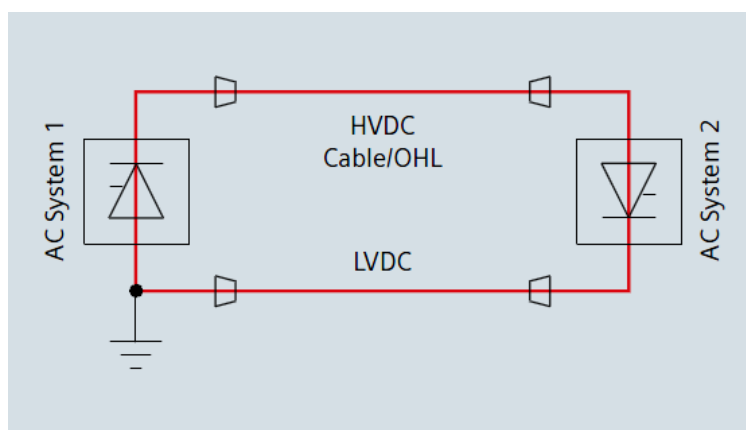 AC System 1
HVDC
Cable/OHL
LVDC
AC System 2